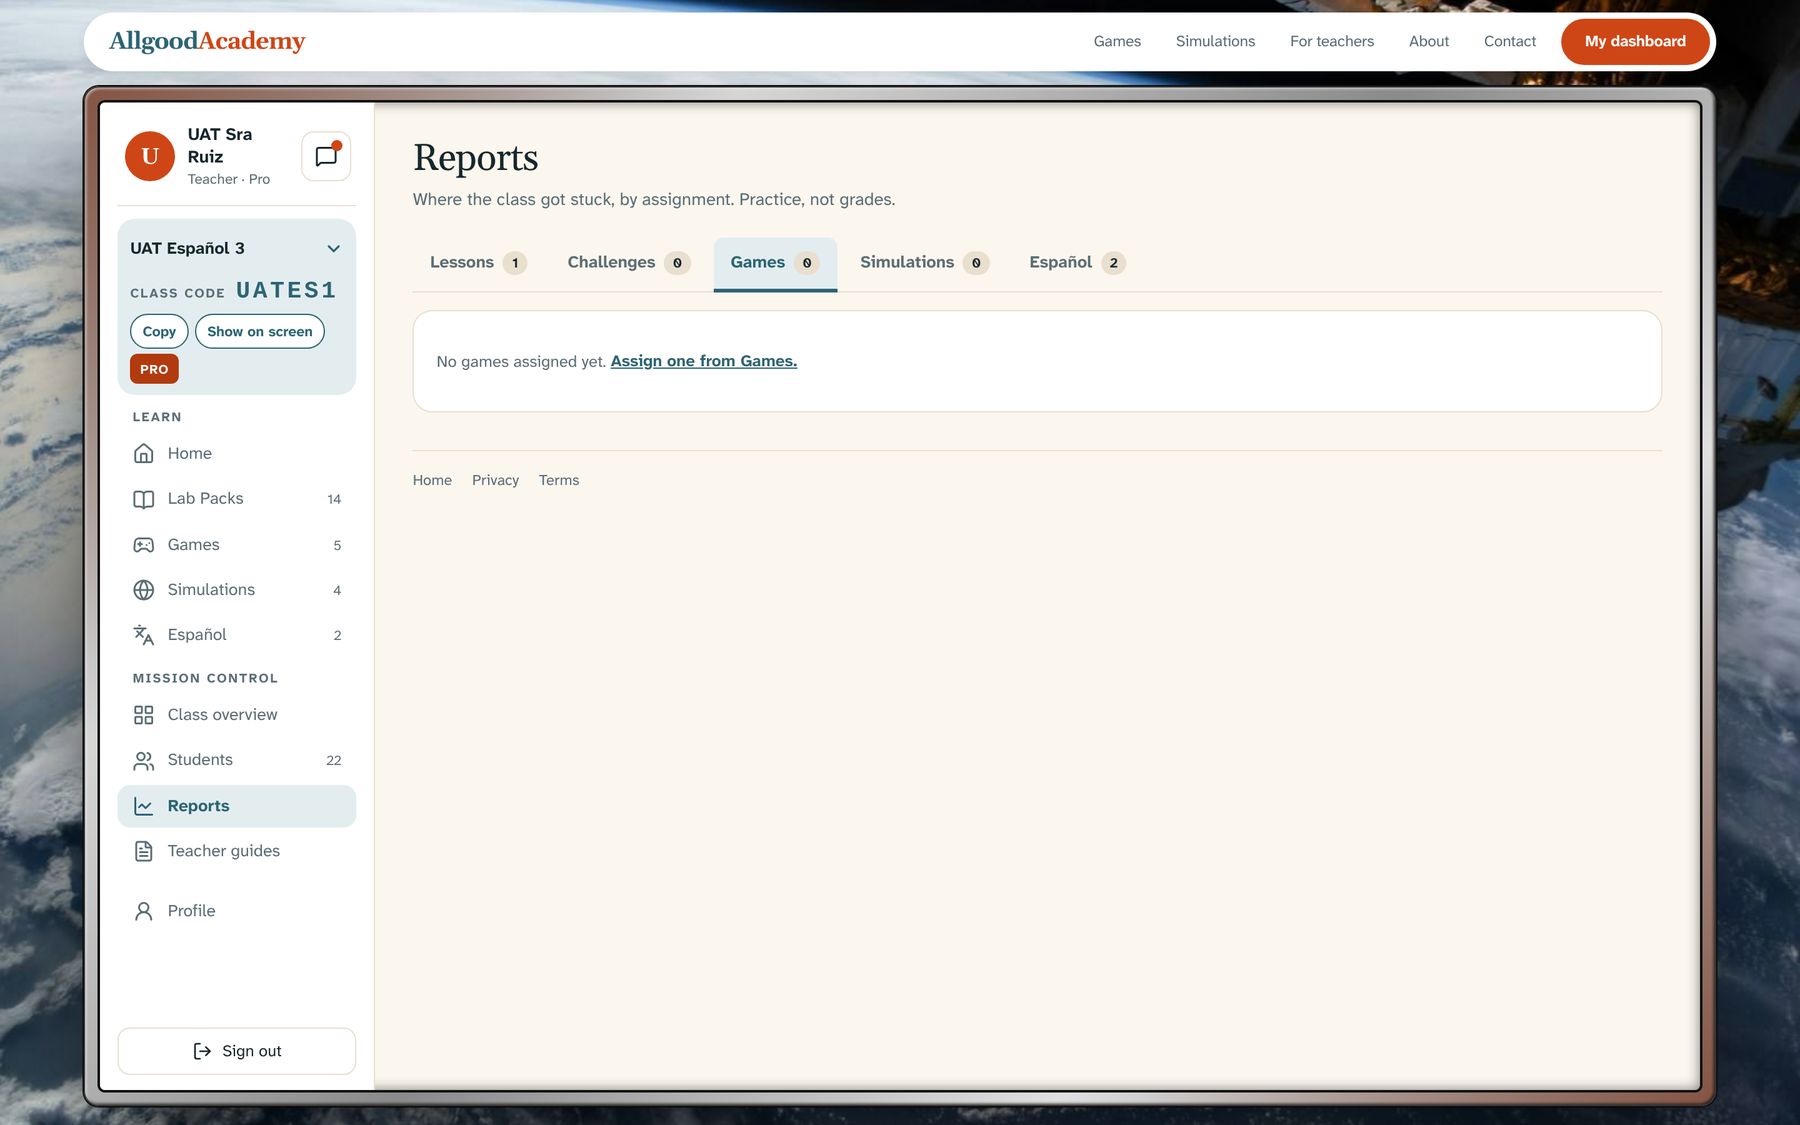 AllgoodAcademy
Games Simulations For teachers About Contact My dashboard
U
UAT Sra
Ruiz
Teacher · Pro
UAT Español 3
CLASS CODE UATES1
Copy Show on screen
PRO
LEARN
Home
Lab Packs 14
Games 5
Simulations 4
Español 2
MISSION CONTROL
Class overview
Students 22
Reports
Teacher guides
Profile
Sign out
Reports
Where the class got stuck, by assignment. Practice, not grades.
Lessons 1 Challenges 0 Games 0 Simulations 0 Español 2
No games assigned yet. Assign one from Games.
Home Privacy Terms